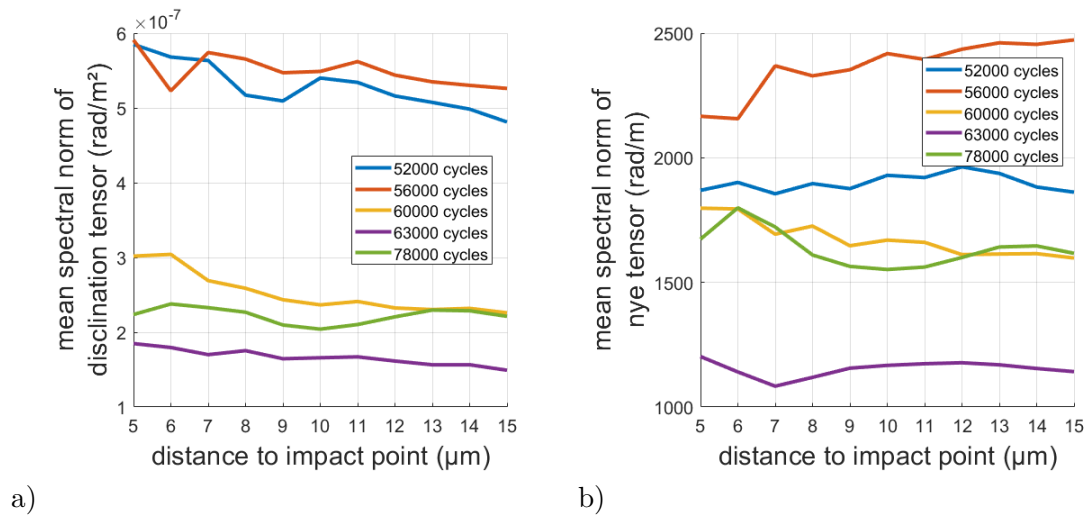 ×10⁻⁷
6
5
4
3
2
1
5 6 7 8 9 10 11 12 13 14 15
mean spectral norm of
disclination tensor (rad/m²)
distance to impact point (μm)
52000 cycles
56000 cycles
60000 cycles
63000 cycles
78000 cycles
a)
2500
2000
1500
1000
5 6 7 8 9 10 11 12 13 14 15
mean spectral norm of
nye tensor (rad/m)
distance to impact point (μm)
52000 cycles
56000 cycles
60000 cycles
63000 cycles
78000 cycles
b)